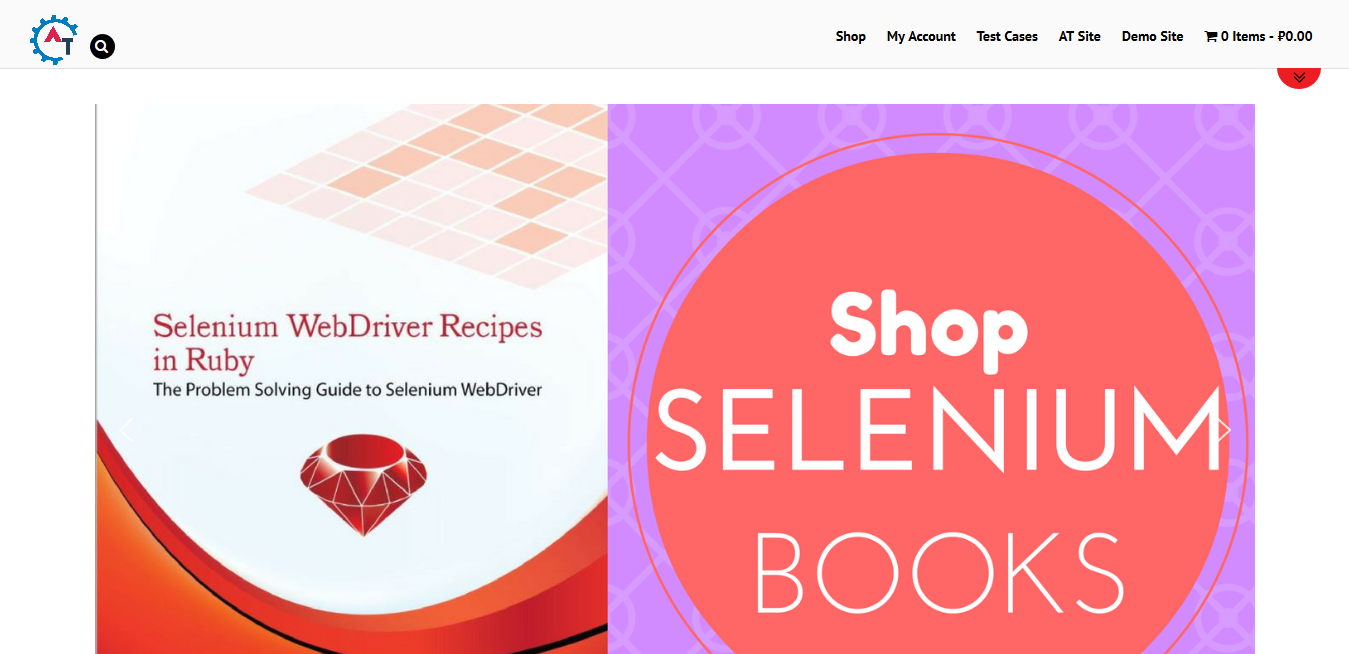 AT
Shop My Account Test Cases AT Site Demo Site 0 Items - ₽0.00
Selenium WebDriver Recipes
in Ruby
The Problem Solving Guide to Selenium WebDriver
Shop
SELENIUM
BOOKS